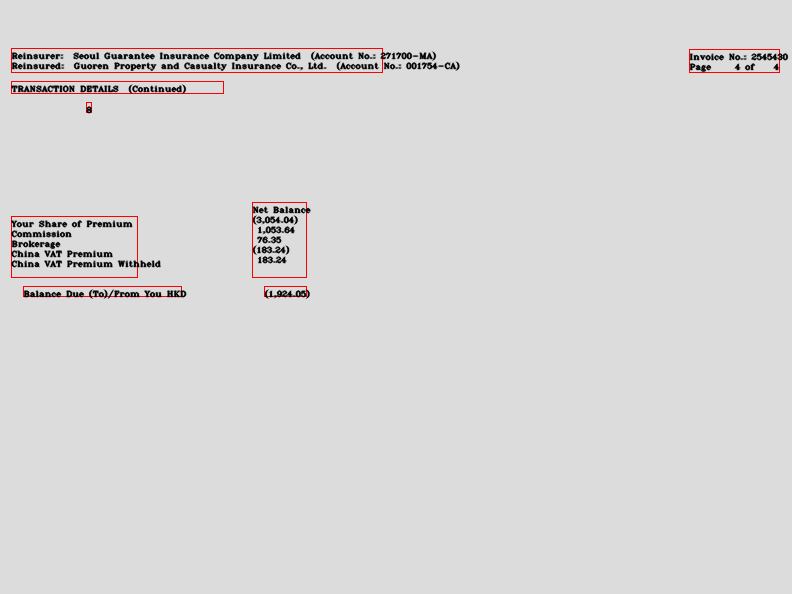 Reinsurer: Seoul Guarantee Insurance Company Limited (Account No.: 271700-MA)
Reinsured: Guoren Property and Casualty Insurance Co., Ltd. (Account No.: 001754-CA)
Invoice No.: 2545430
Page 4 of 4
TRANSACTION DETAILS (Continued)
Net Balance
Your Share of Premium (3,054.04)
Commission 1,053.64
Brokerage 76.35
China VAT Premium (183.24)
China VAT Premium Withheld 183.24
Balance Due (To)/From You HKD (1,924.05)